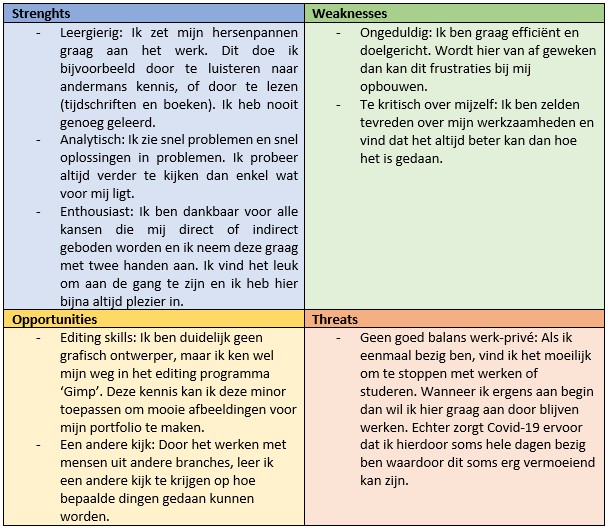 Strenghts
- Leergierig: Ik zet mijn hersenpannen
graag aan het werk. Dit doe ik
bijvoorbeeld door te luisteren naar
andermans kennis, of door te lezen
(tijdschriften en boeken). Ik heb nooit
genoeg geleerd.
- Analytisch: Ik zie snel problemen en snel
oplossingen in problemen. Ik probeer
altijd verder te kijken dan enkel wat
voor mij ligt.
- Enthousiast: Ik ben dankbaar voor alle
kansen die mij direct of indirect
geboden worden en ik neem deze graag
met twee handen aan. Ik vind het leuk
om aan de gang te zijn en ik heb hier
bijna altijd plezier in.
Weaknesses
- Ongeduldig: Ik ben graag efficiënt en
doelgericht. Wordt hier van af geweken
dan kan dit frustraties bij mij
opbouwen.
- Te kritisch over mijzelf: Ik ben zelden
tevreden over mijn werkzaamheden en
vind dat het altijd beter kan dan hoe
het is gedaan.
Opportunities
- Editing skills: Ik ben duidelijk geen
grafisch ontwerper, maar ik ken wel
mijn weg in het editing programma
‘Gimp’. Deze kennis kan ik deze minor
toepassen om mooie afbeeldingen voor
mijn portfolio te maken.
- Een andere kijk: Door het werken met
mensen uit andere branches, leer ik
een andere kijk te krijgen op hoe
bepaalde dingen gedaan kunnen
worden.
Threats
- Geen goed balans werk-privé: Als ik
eenmaal bezig ben, vind ik het moeilijk
om te stoppen met werken of
studeren. Wanneer ik ergens aan begin
dan wil ik hier graag aan door blijven
werken. Echter zorgt Covid-19 ervoor
dat ik hierdoor soms hele dagen bezig
ben waardoor dit soms erg vermoeiend
kan zijn.